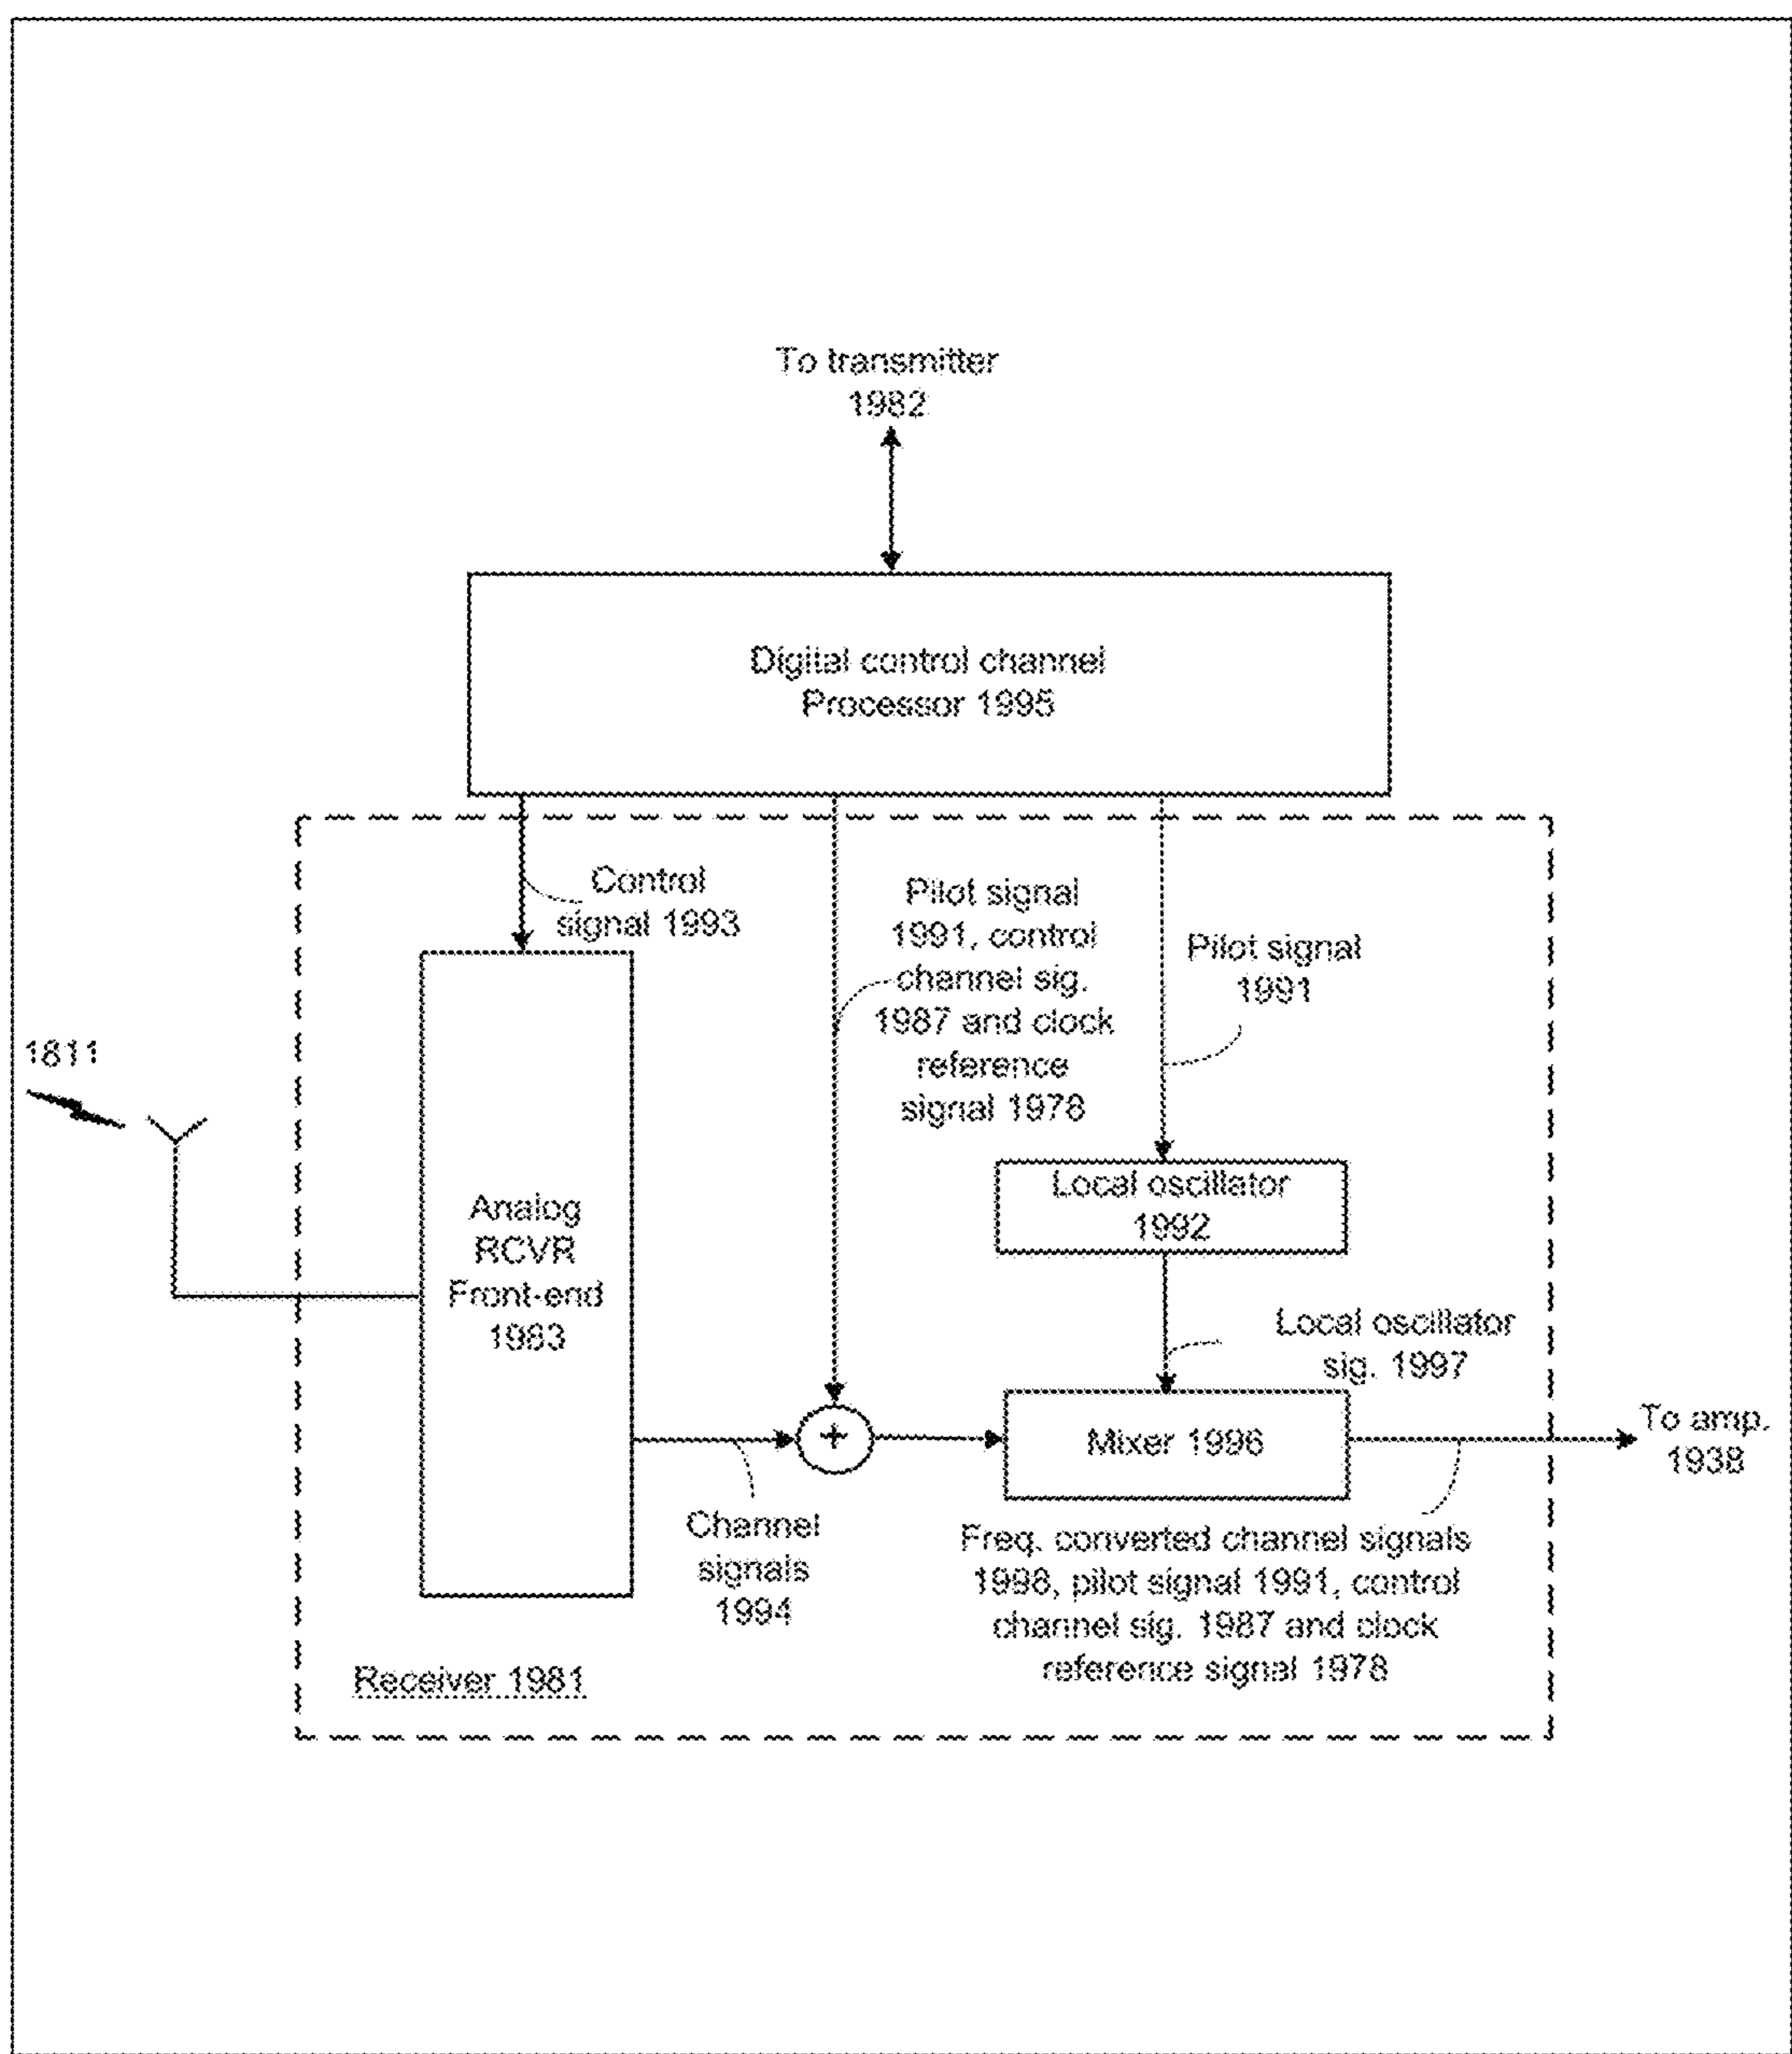 To transmitter
1982
Digital control channel
Processor 1995
Control
signal 1993
Pilot signal
1991, control
channel sig.
1987 and clock
reference
signal 1978
Pilot signal
1991
1811
Local oscillator
1992
Analog
RCVR
Front-end
1983
Local oscillator
sig. 1997
+
Mixer 1996
To amp.
1938
Channel
signals
1994
Freq. converted channel signals
1998, pilot signal 1991, control
channel sig. 1987 and clock
reference signal 1978
Receiver 1981